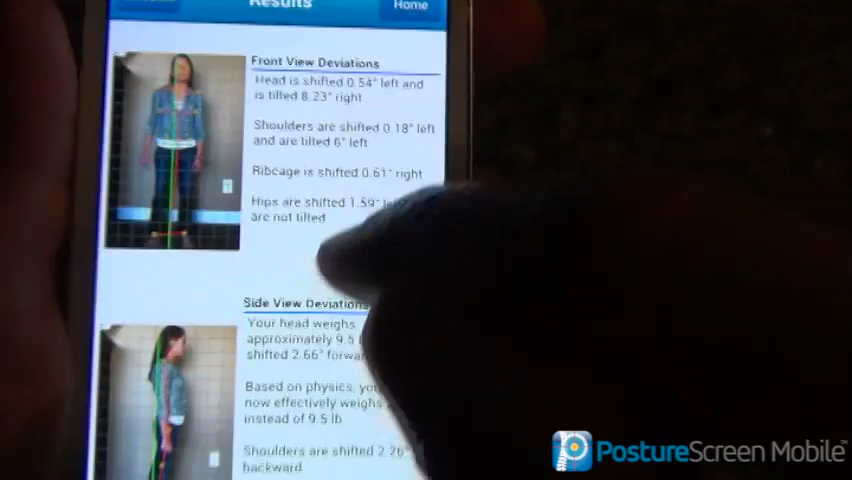 Results
Home
Front View Deviations
Head is shifted 0.54" left and
is tilted 8.23° right
Shoulders are shifted 0.18" left
and are tilted 6° left
Ribcage is shifted 0.61" right
Hips are shifted 1.59"
are not tilted
Side View Deviations
Your head weighs
approximately 9.5
shifted 2.66"
Based on physics,
now effectively weighs
instead of 9.5 lb
Shoulders are shifted 2.26"
backward
PostureScreen Mobile™